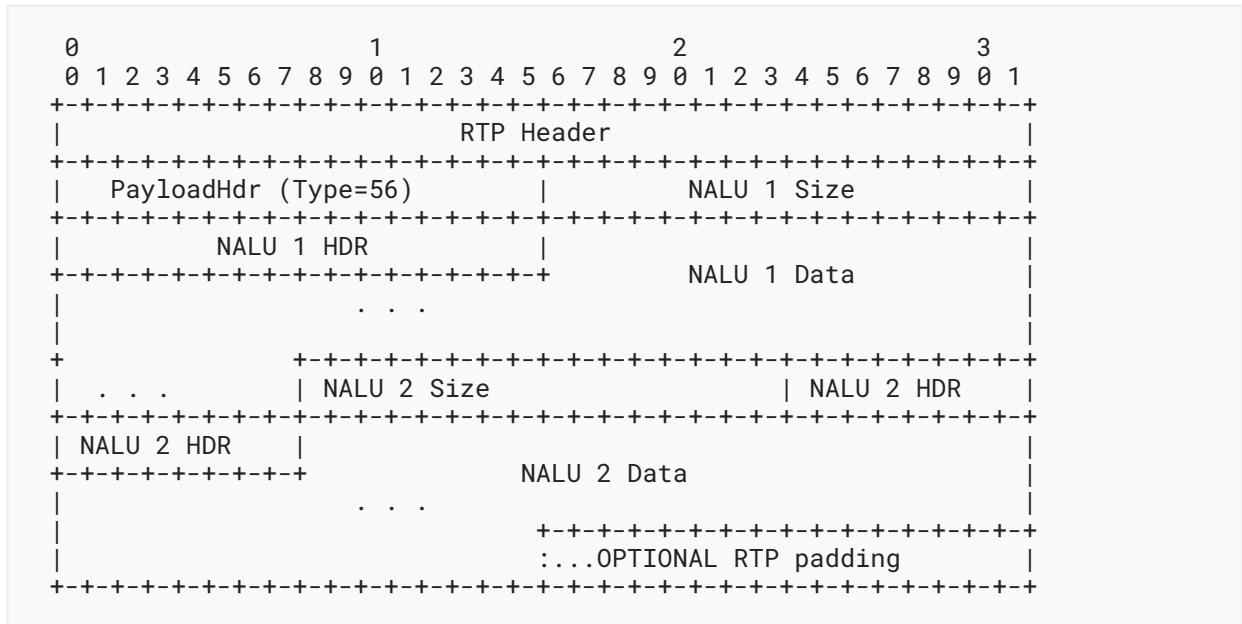 0                   1                   2                   3
 0 1 2 3 4 5 6 7 8 9 0 1 2 3 4 5 6 7 8 9 0 1 2 3 4 5 6 7 8 9 0 1
+-+-+-+-+-+-+-+-+-+-+-+-+-+-+-+-+-+-+-+-+-+-+-+-+-+-+-+-+-+-+-+-+
|                          RTP Header                           |
+-+-+-+-+-+-+-+-+-+-+-+-+-+-+-+-+-+-+-+-+-+-+-+-+-+-+-+-+-+-+-+-+
|   PayloadHdr (Type=56)        |         NALU 1 Size           |
+-+-+-+-+-+-+-+-+-+-+-+-+-+-+-+-+-+-+-+-+-+-+-+-+-+-+-+-+-+-+-+-+
|          NALU 1 HDR           |                               |
+-+-+-+-+-+-+-+-+-+-+-+-+-+-+-+-+         NALU 1 Data           |
|                   . . .                                       |
|                                                               |
+               +-+-+-+-+-+-+-+-+-+-+-+-+-+-+-+-+-+-+-+-+-+-+-+-+
|  . . .        | NALU 2 Size                   | NALU 2 HDR    |
+-+-+-+-+-+-+-+-+-+-+-+-+-+-+-+-+-+-+-+-+-+-+-+-+-+-+-+-+-+-+-+-+
| NALU 2 HDR    |                                               |
+-+-+-+-+-+-+-+-+              NALU 2 Data                      |
|                   . . .                                       |
|                               +-+-+-+-+-+-+-+-+-+-+-+-+-+-+-+-+
|                               :...OPTIONAL RTP padding        |
+-+-+-+-+-+-+-+-+-+-+-+-+-+-+-+-+-+-+-+-+-+-+-+-+-+-+-+-+-+-+-+-+